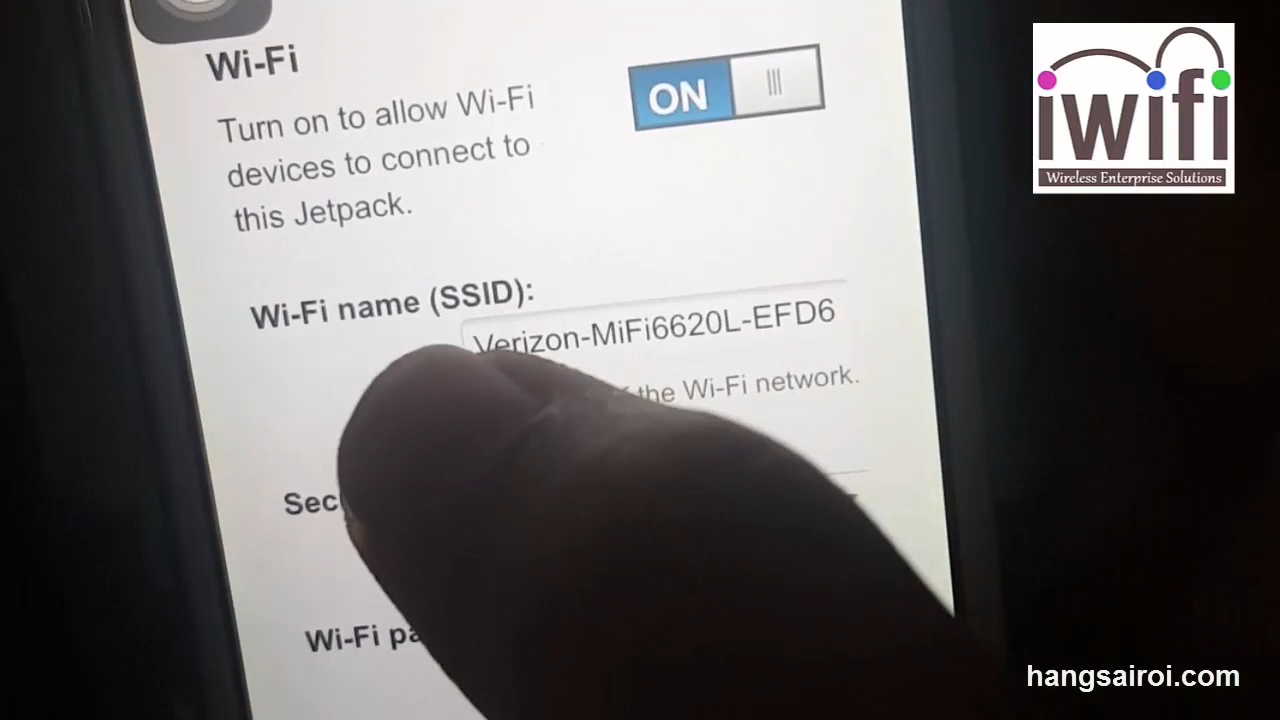 Wi-Fi
ON
Turn on to allow Wi-Fi
devices to connect to
this Jetpack.
Wi-Fi name (SSID):
Verizon-MiFi6620L-EFD6
the Wi-Fi network.
Sec
Wi-Fi pa
iwifi
Wireless Enterprise Solutions
hangsairoi.com